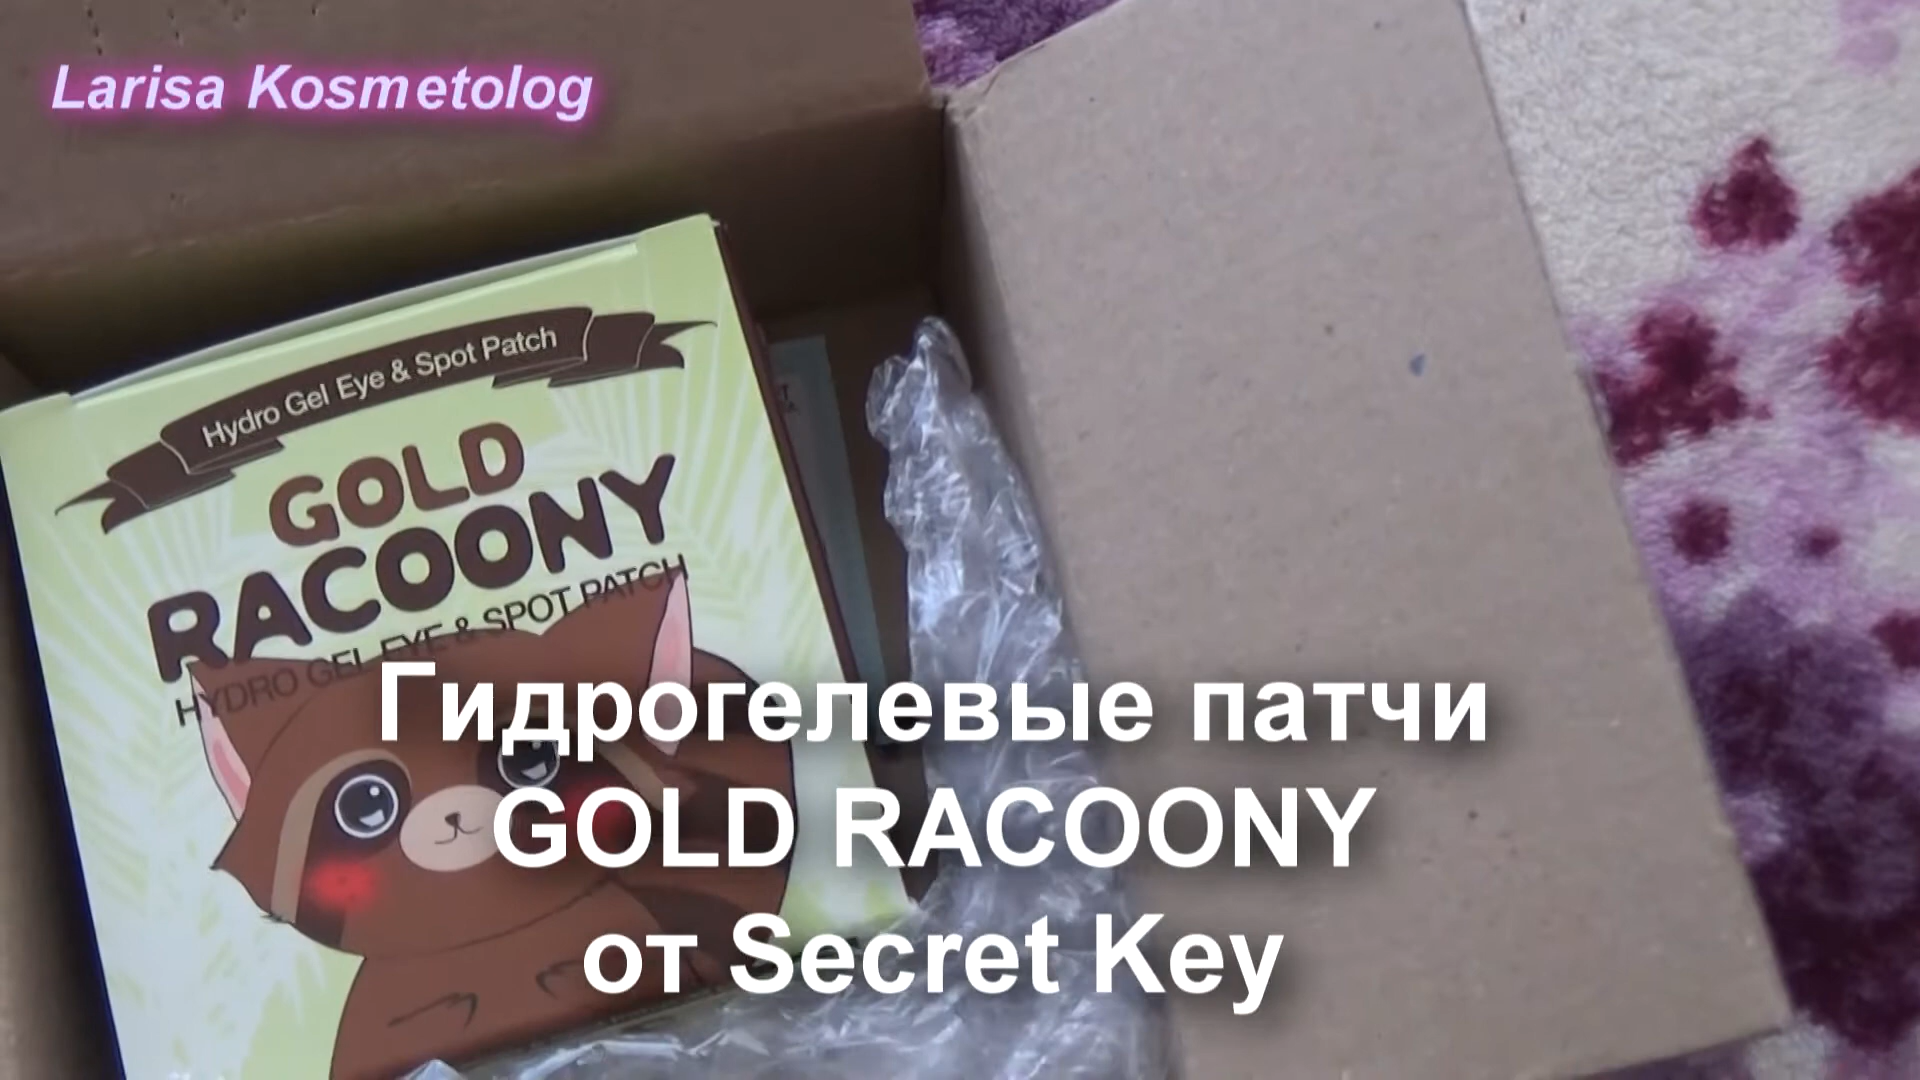 Larisa Kosmetolog
Hydro Gel Eye & Spot Patch
GOLD
RACOONY
HYDRO GEL EYE & SPOT PATCH
Гидрогелевые патчи
GOLD RACOONY
от Secret Key